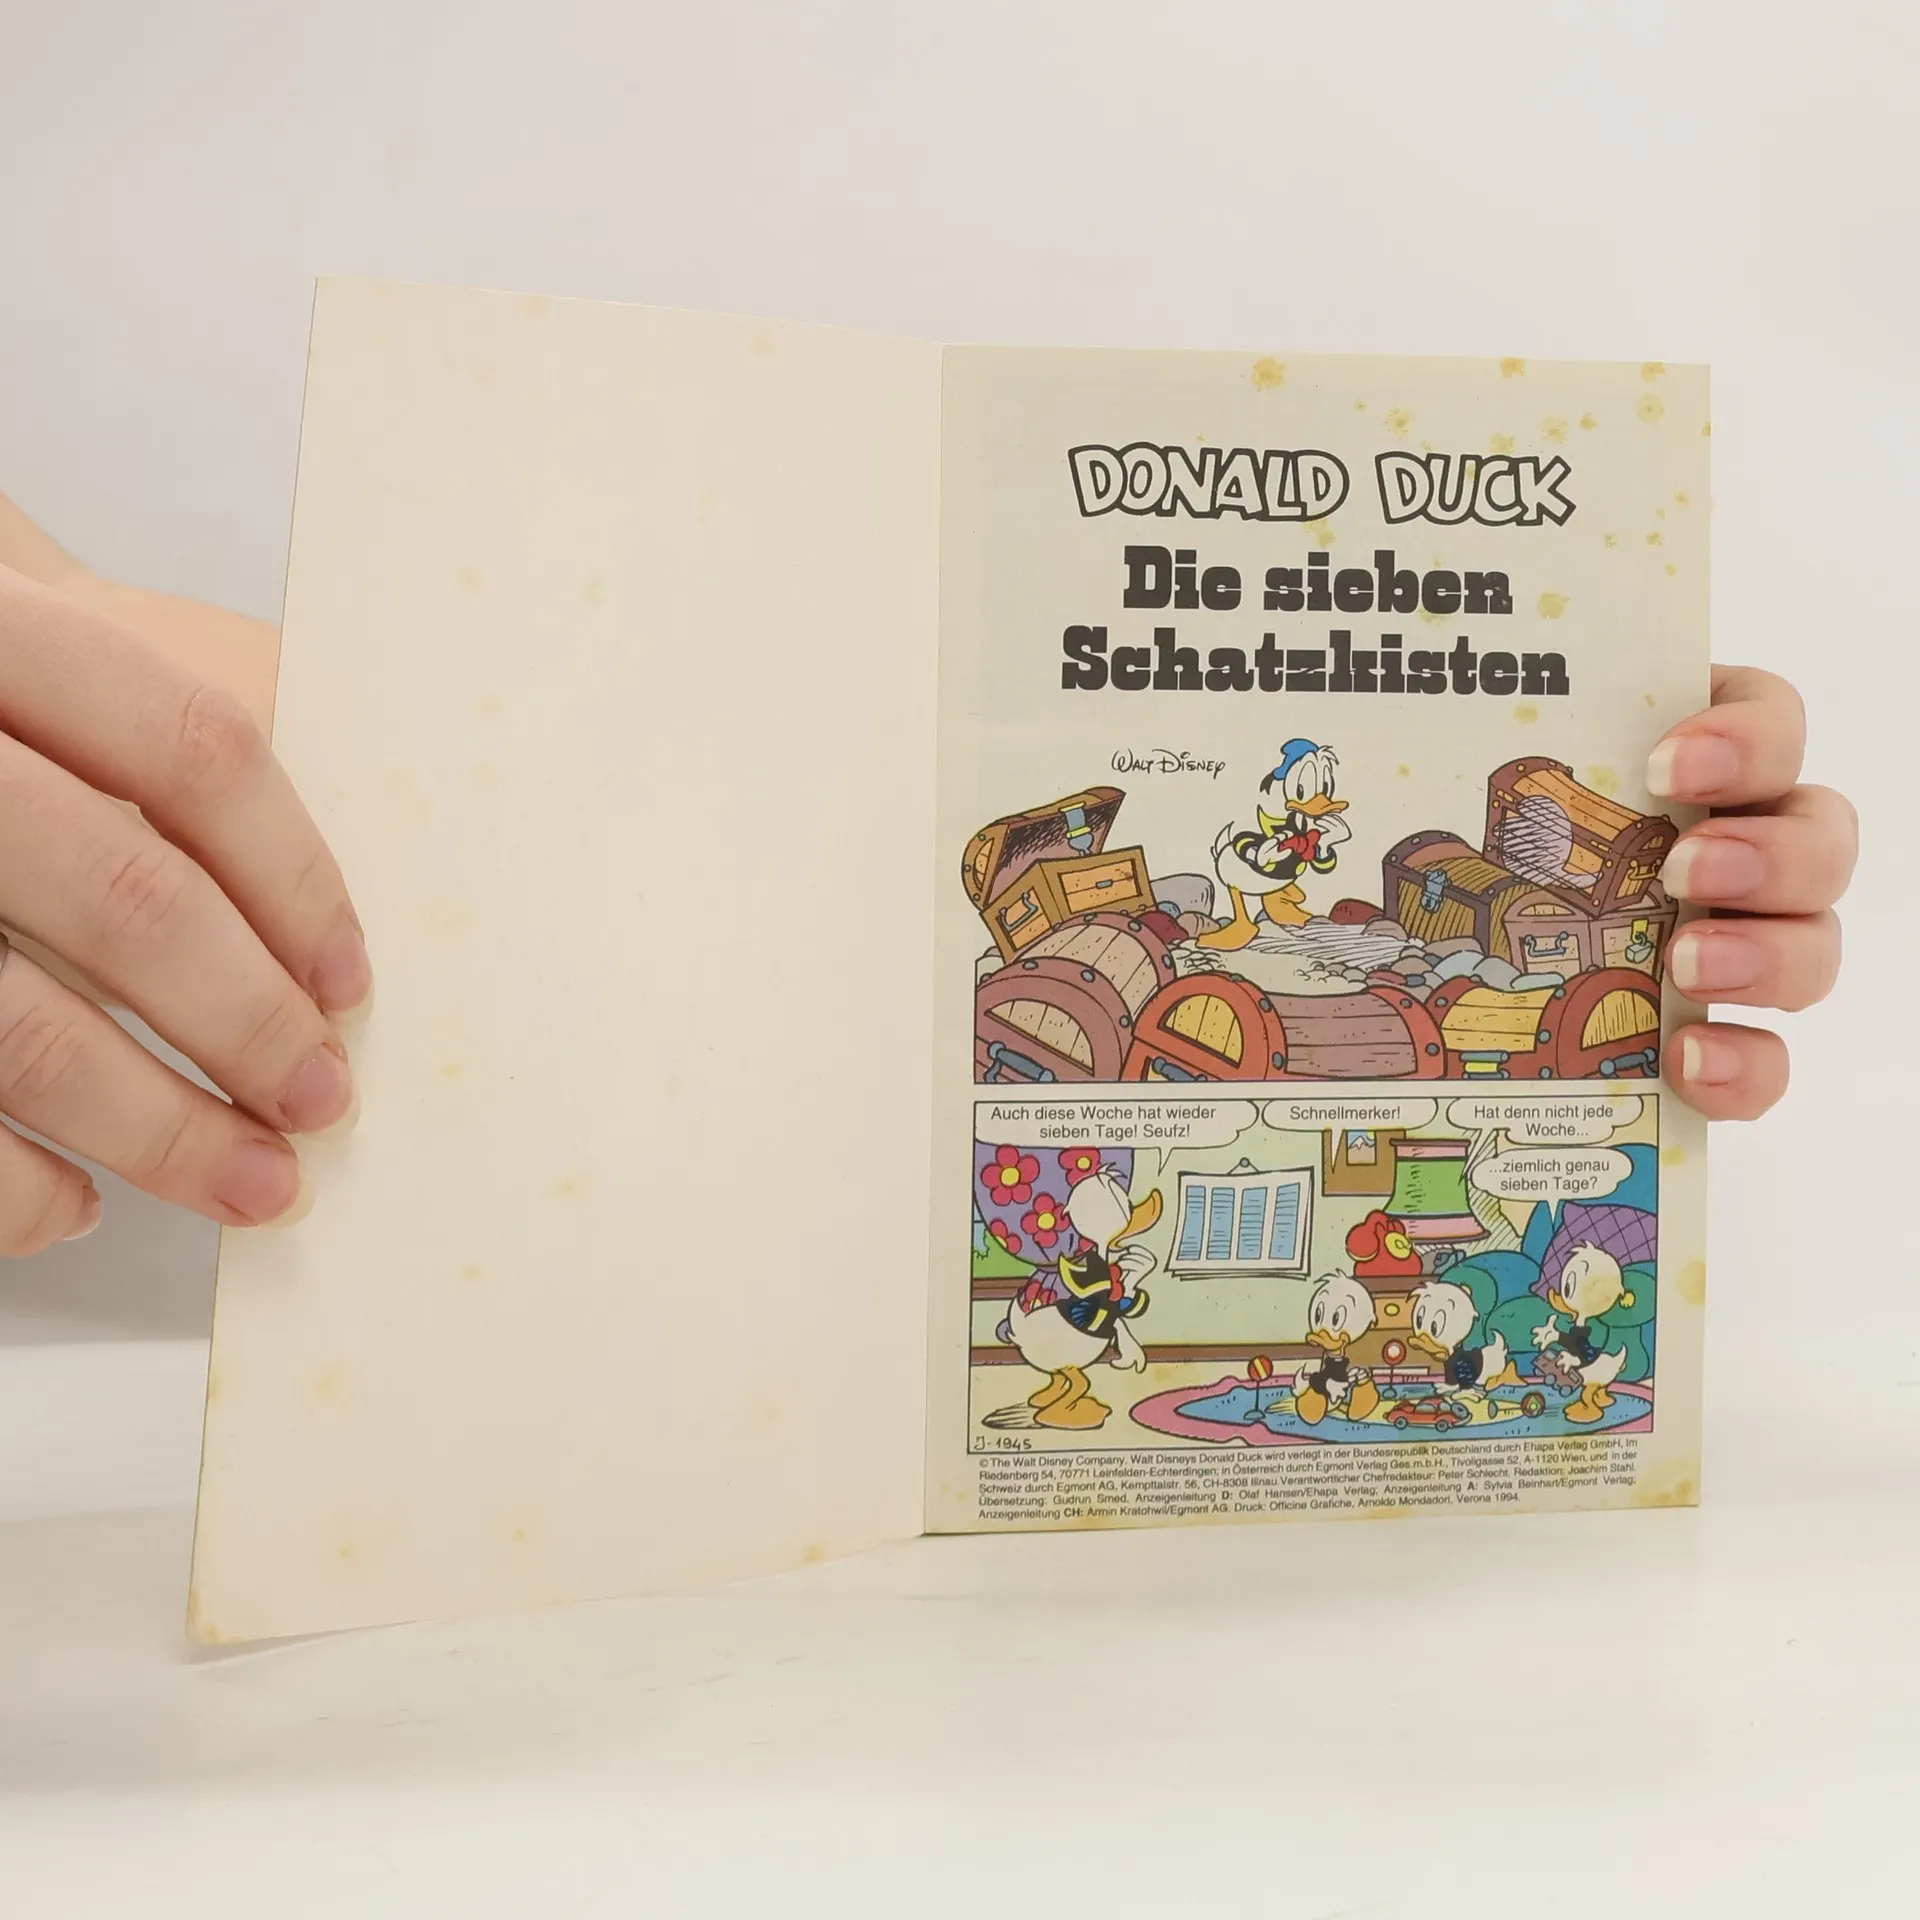 DONALD DUCK
Die sieben
Schatzkisten
WALT DISNEY
Auch diese Woche hat wieder
sieben Tage! Seufz!
Schnellmerker!
Hat denn nicht jede
Woche...
...ziemlich genau
sieben Tage?
J-1945
© The Walt Disney Company. Walt Disneys Donald Duck wird verlegt in der Bundesrepublik Deutschland durch Ehapa Verlag GmbH, Im
Riedenberg 54, 70771 Leinfelden-Echterdingen; in Österreich durch Egmont Verlag Ges.m.b.H., Tivoligasse 52, A-1120 Wien, und in der
Schweiz durch Egmont AG, Kempttalstr. 56, CH-8308 Illnau. Verantwortlicher Chefredakteur: Peter Schlecht. Redaktion: Joachim Stahl.
Übersetzung: Gudrun Smed. Anzeigenleitung D: Olaf Hansen/Ehapa Verlag; Anzeigenleitung A: Sylvia Beinhart/Egmont Verlag;
Anzeigenleitung CH: Armin Kratohwil/Egmont AG. Druck: Officine Grafiche, Arnoldo Mondadori, Verona 1994.